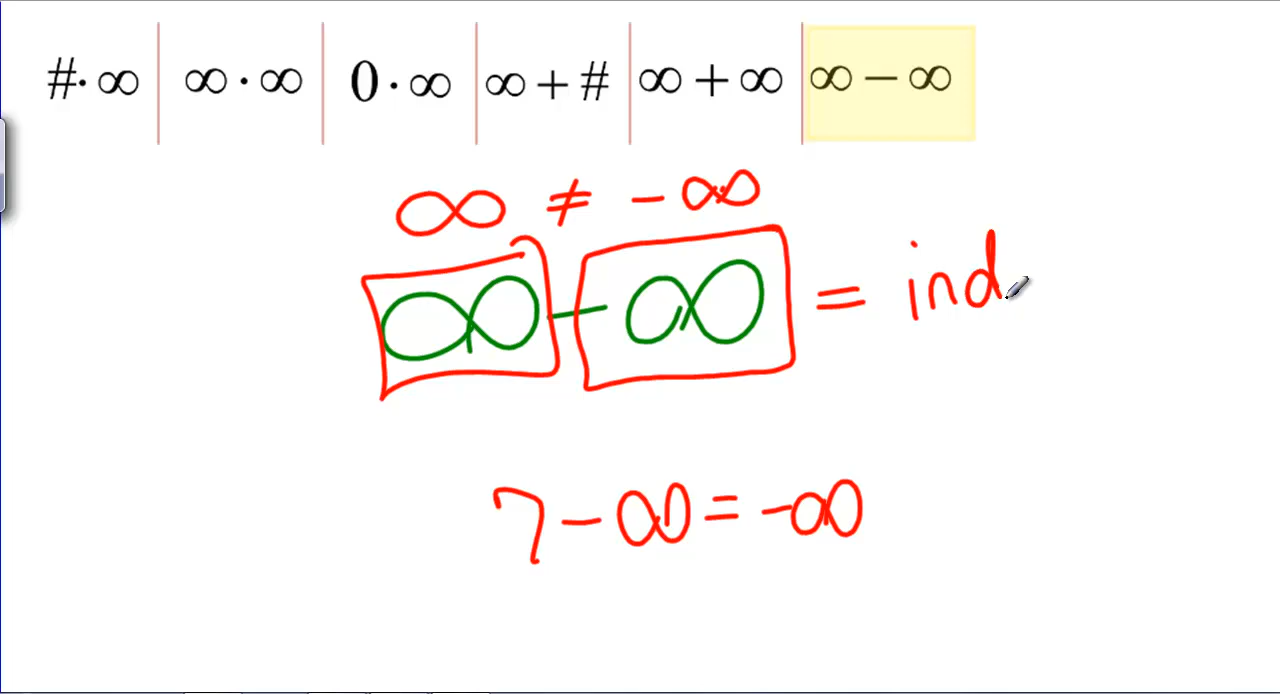 #·∞ ∞·∞ 0·∞ ∞+# ∞+∞ ∞−∞
∞ ≠ -∞
∞ - ∞ = ind
7-∞=-∞